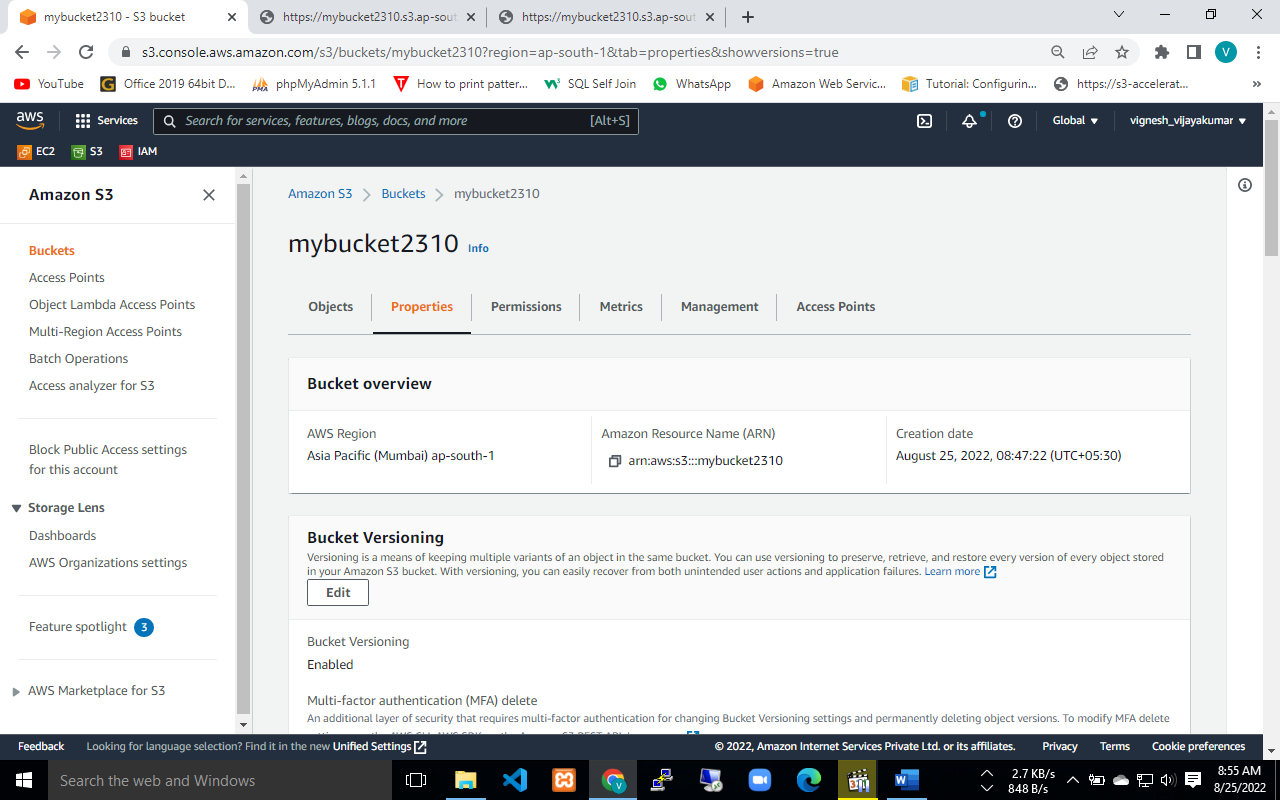 mybucket2310 - S3 bucket
https://mybucket2310.s3.ap-sout
https://mybucket2310.s3.ap-sout
s3.console.aws.amazon.com/s3/buckets/mybucket2310?region=ap-south-1&tab=properties&showversions=true
V
YouTube
Office 2019 64bit D...
phpMyAdmin 5.1.1
How to print patter...
SQL Self Join
WhatsApp
Amazon Web Servic...
Tutorial: Configurin...
https://s3-accelerat...
aws
Services
Search for services, features, blogs, docs, and more
[Alt+S]
Global
vignesh_vijayakumar
EC2
S3
IAM
Amazon S3
Buckets
Access Points
Object Lambda Access Points
Multi-Region Access Points
Batch Operations
Access analyzer for S3
Block Public Access settings
for this account
Storage Lens
Dashboards
AWS Organizations settings
Feature spotlight 3
AWS Marketplace for S3
Amazon S3
Buckets
mybucket2310
mybucket2310 Info
Objects
Properties
Permissions
Metrics
Management
Access Points
Bucket overview
AWS Region
Asia Pacific (Mumbai) ap-south-1
Amazon Resource Name (ARN)
arn:aws:s3:::mybucket2310
Creation date
August 25, 2022, 08:47:22 (UTC+05:30)
Bucket Versioning
Versioning is a means of keeping multiple variants of an object in the same bucket. You can use versioning to preserve, retrieve, and restore every version of every object stored
in your Amazon S3 bucket. With versioning, you can easily recover from both unintended user actions and application failures. Learn more
Edit
Bucket Versioning
Enabled
Multi-factor authentication (MFA) delete
An additional layer of security that requires multi-factor authentication for changing Bucket Versioning settings and permanently deleting object versions. To modify MFA delete
Feedback
Looking for language selection? Find it in the new Unified Settings
© 2022, Amazon Internet Services Private Ltd. or its affiliates.
Privacy
Terms
Cookie preferences
Search the web and Windows
2.7 KB/s
848 B/s
8:55 AM
8/25/2022